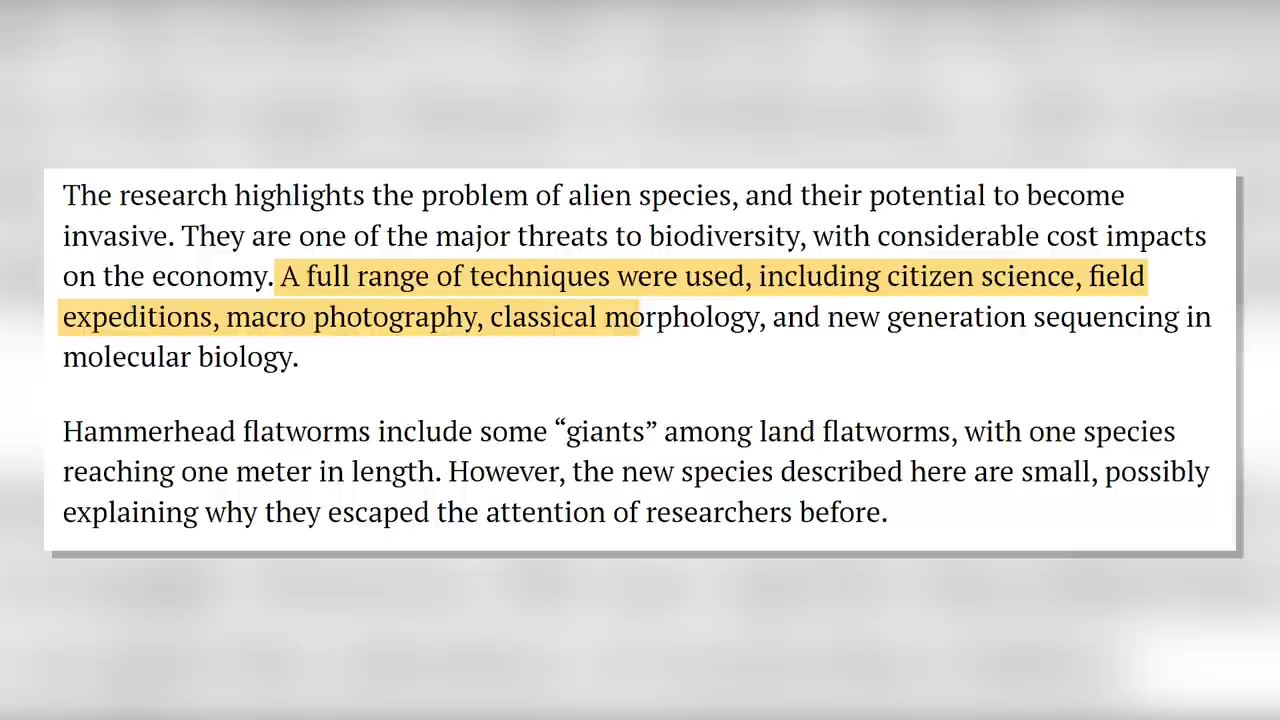 The research highlights the problem of alien species, and their potential to become
invasive. They are one of the major threats to biodiversity, with considerable cost impacts
on the economy. A full range of techniques were used, including citizen science, field
expeditions, macro photography, classical morphology, and new generation sequencing in
molecular biology.
Hammerhead flatworms include some “giants” among land flatworms, with one species
reaching one meter in length. However, the new species described here are small, possibly
explaining why they escaped the attention of researchers before.